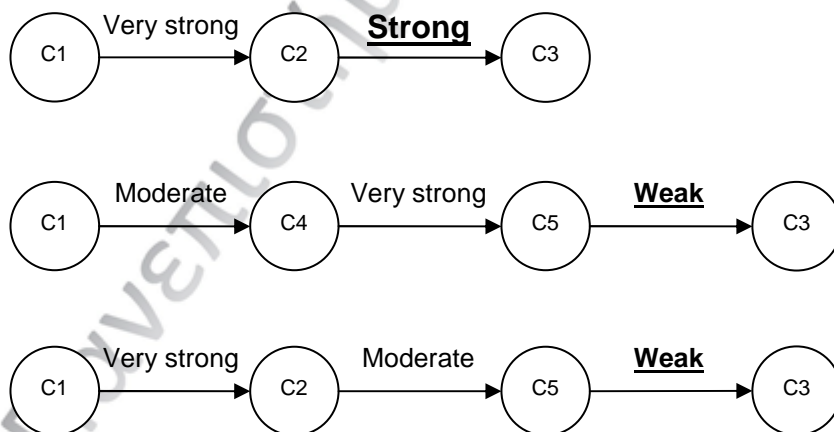 Very strong Strong
C1 C2 C3
Moderate Very strong Weak
C1 C4 C5 C3
Very strong Moderate Weak
C1 C2 C5 C3